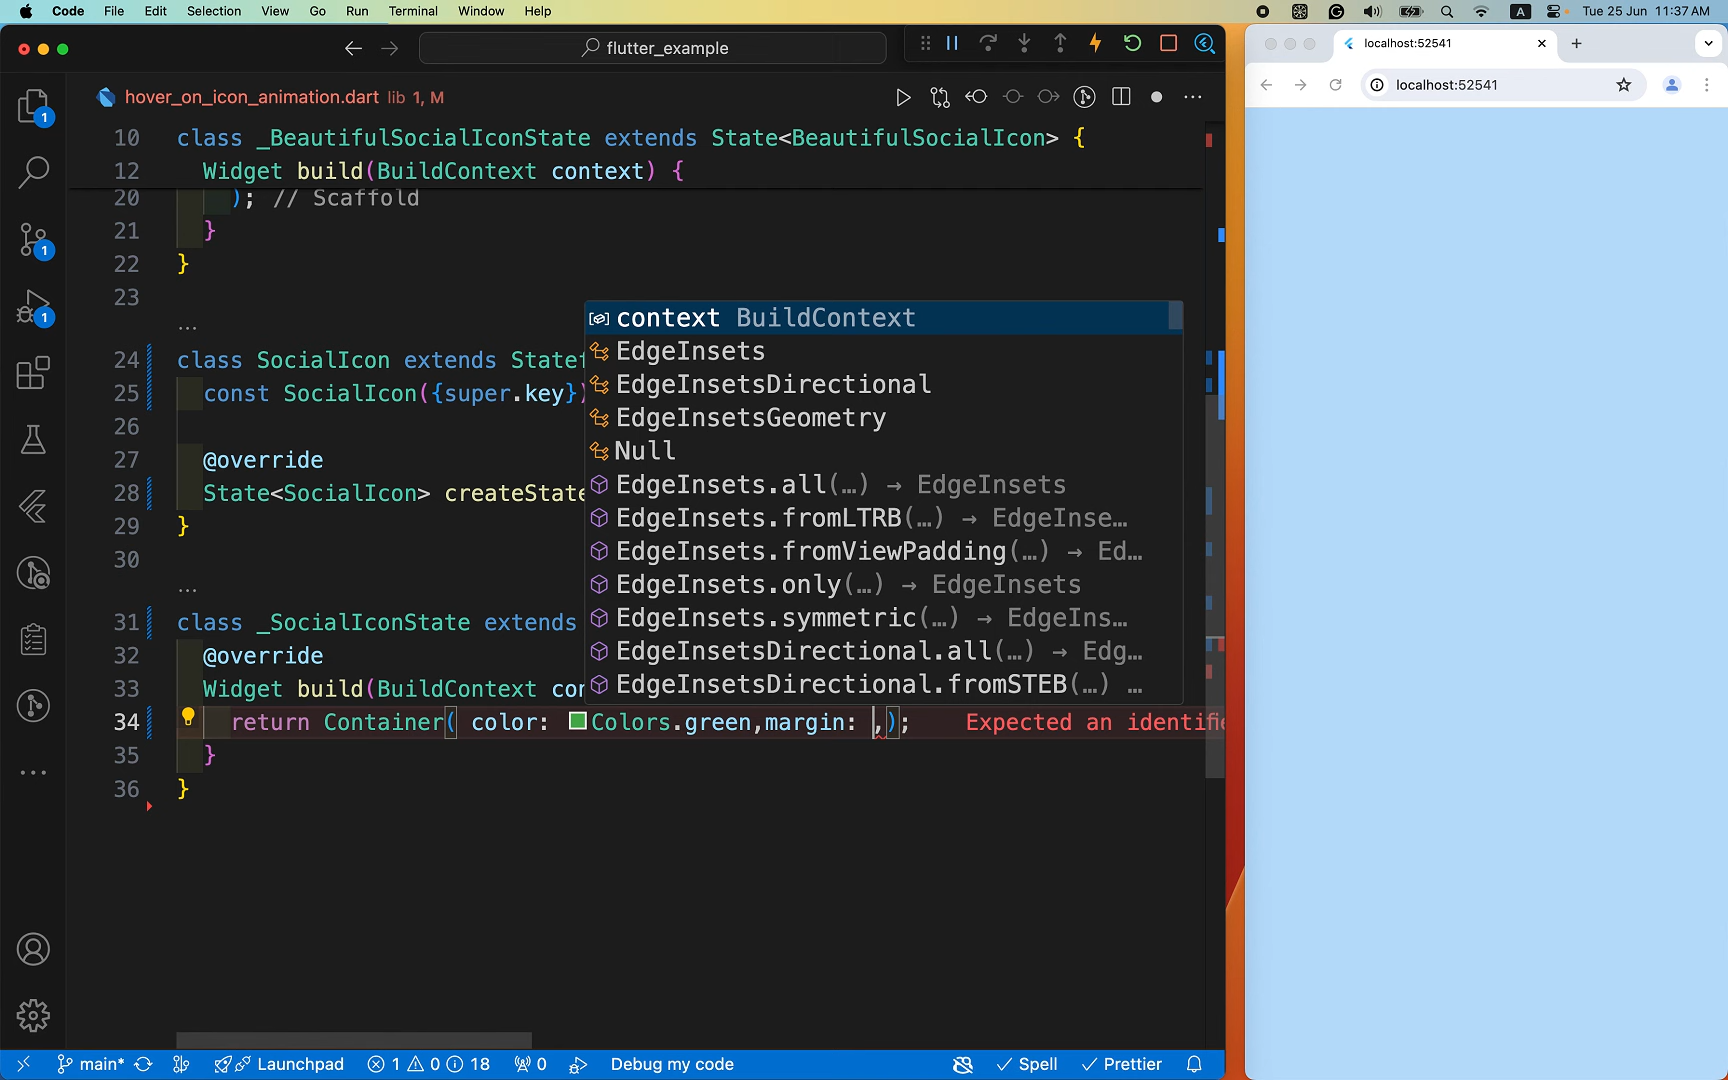 Code File Edit Selection View Go Run Terminal Window Help
A Tue 25 Jun 11:37 AM
flutter_example
localhost:52541
localhost:52541
hover_on_icon_animation.dart lib 1, M
10 class _BeautifulSocialIconState extends State<BeautifulSocialIcon> {
12 Widget build(BuildContext context) {
20 ); // Scaffold
21 }
22 }
23
...
24 class SocialIcon extends Statef
25 const SocialIcon({super.key})
26
27 @override
28 State<SocialIcon> createState
29 }
30
...
31 class _SocialIconState extends
32 @override
33 Widget build(BuildContext con
34 return Container( color: Colors.green,margin: ,); Expected an identifie
35 }
36 }
context BuildContext
EdgeInsets
EdgeInsetsDirectional
EdgeInsetsGeometry
Null
EdgeInsets.all(…) → EdgeInsets
EdgeInsets.fromLTRB(…) → EdgeInse…
EdgeInsets.fromViewPadding(…) → Ed…
EdgeInsets.only(…) → EdgeInsets
EdgeInsets.symmetric(…) → EdgeIns…
EdgeInsetsDirectional.all(…) → Edg…
EdgeInsetsDirectional.fromSTEB(…) …
1
1
1
main* Launchpad 1 0 18 0 Debug my code Spell Prettier